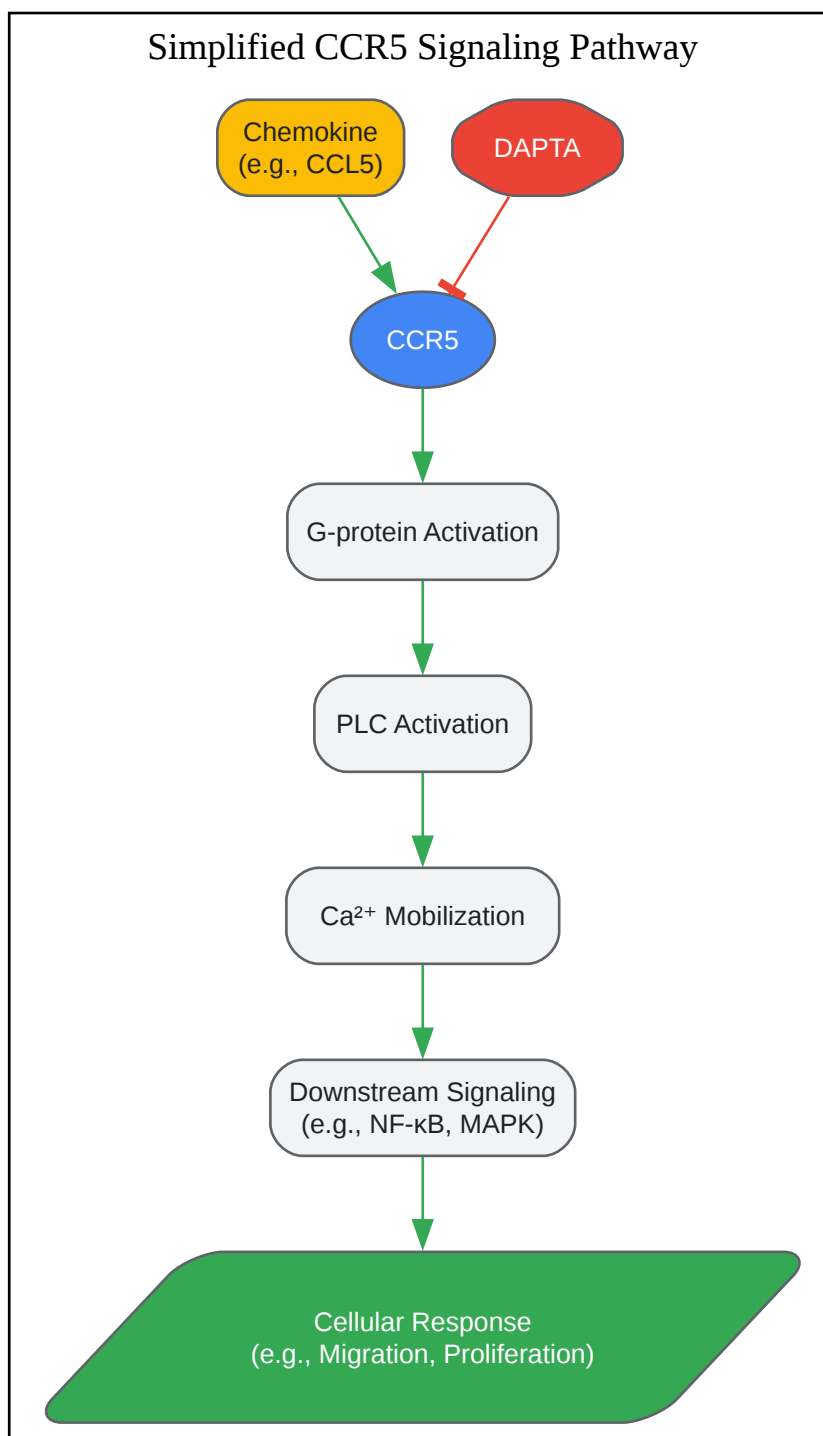 Simplified CCR5 Signaling Pathway
Chemokine
(e.g., CCL5)
DAPTA
CCR5
G-protein Activation
PLC Activation
Ca²⁺ Mobilization
Downstream Signaling
(e.g., NF-κB, MAPK)
Cellular Response
(e.g., Migration, Proliferation)